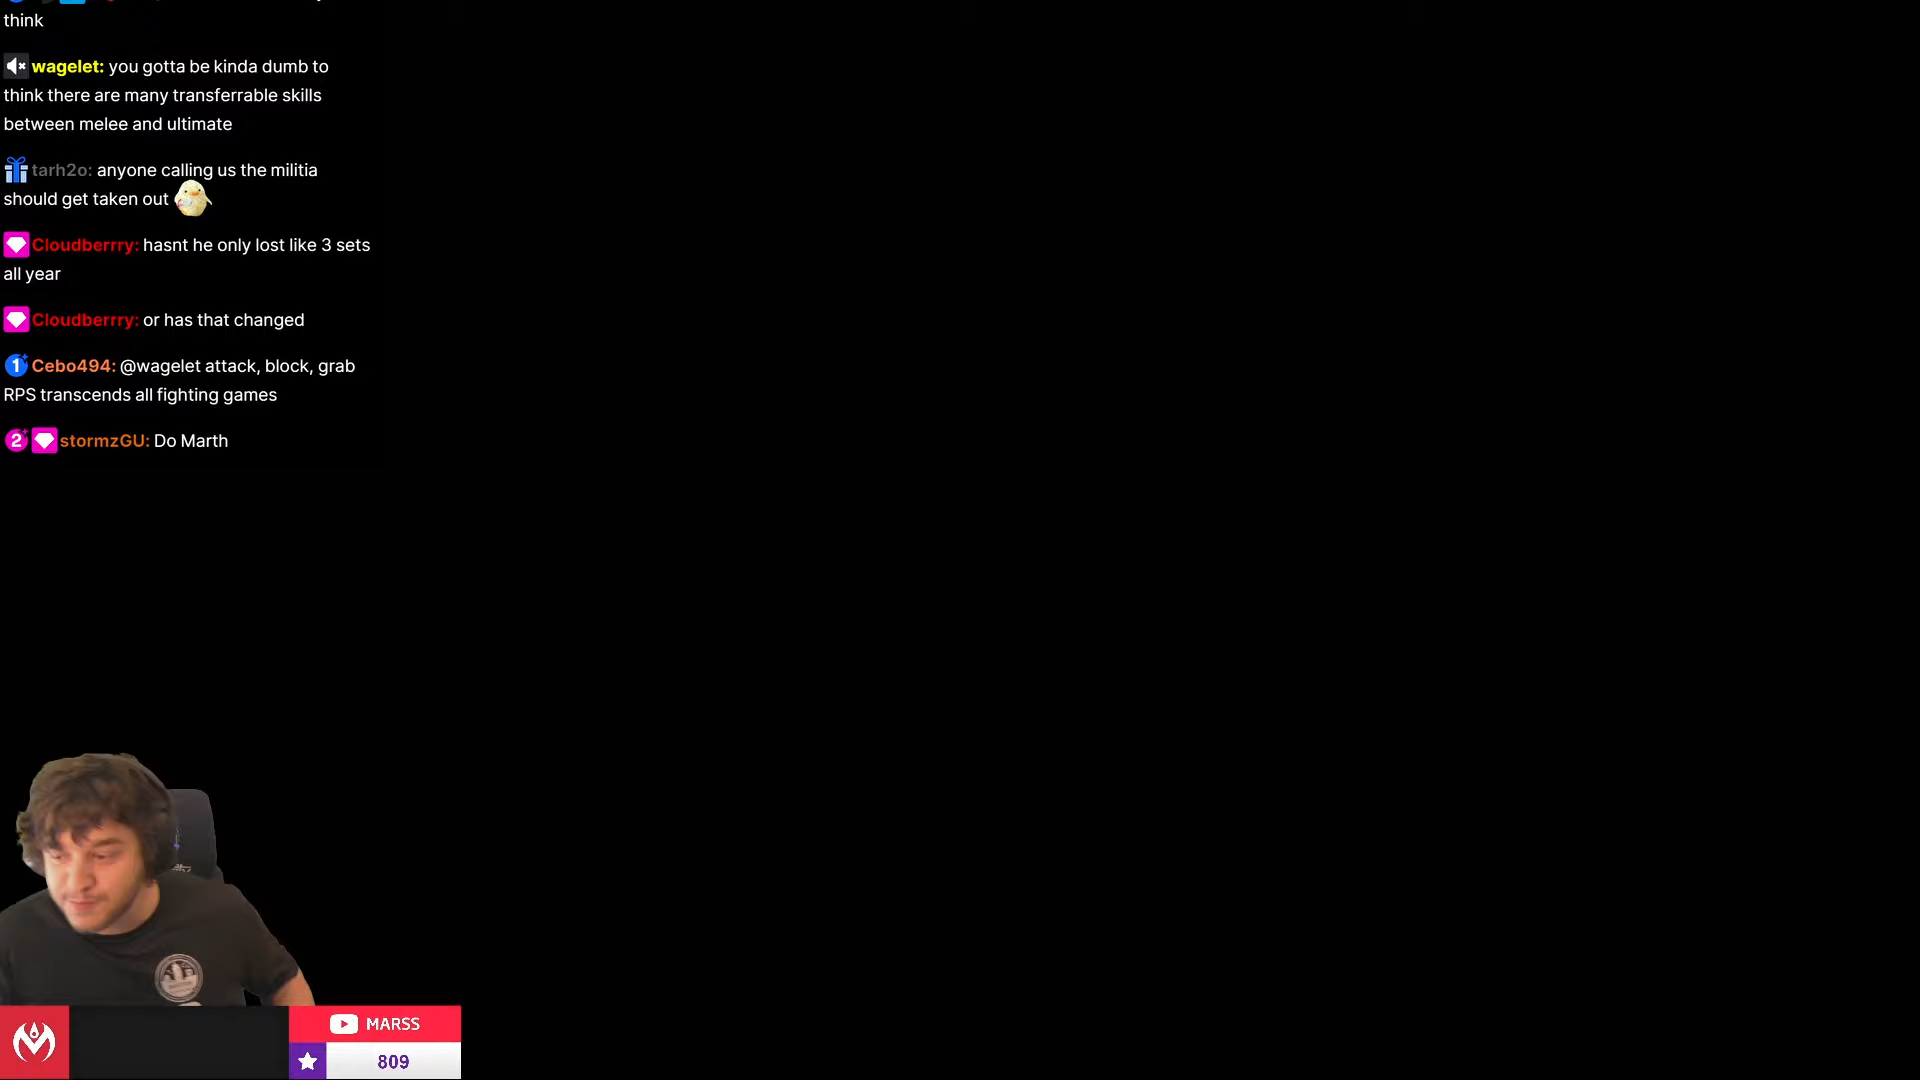 think
wagelet: you gotta be kinda dumb to
think there are many transferrable skills
between melee and ultimate
tarh2o: anyone calling us the militia
should get taken out
Cloudberrry: hasnt he only lost like 3 sets
all year
Cloudberrry: or has that changed
1 Cebo494: @wagelet attack, block, grab
RPS transcends all fighting games
2 stormzGU: Do Marth
MARSS
809